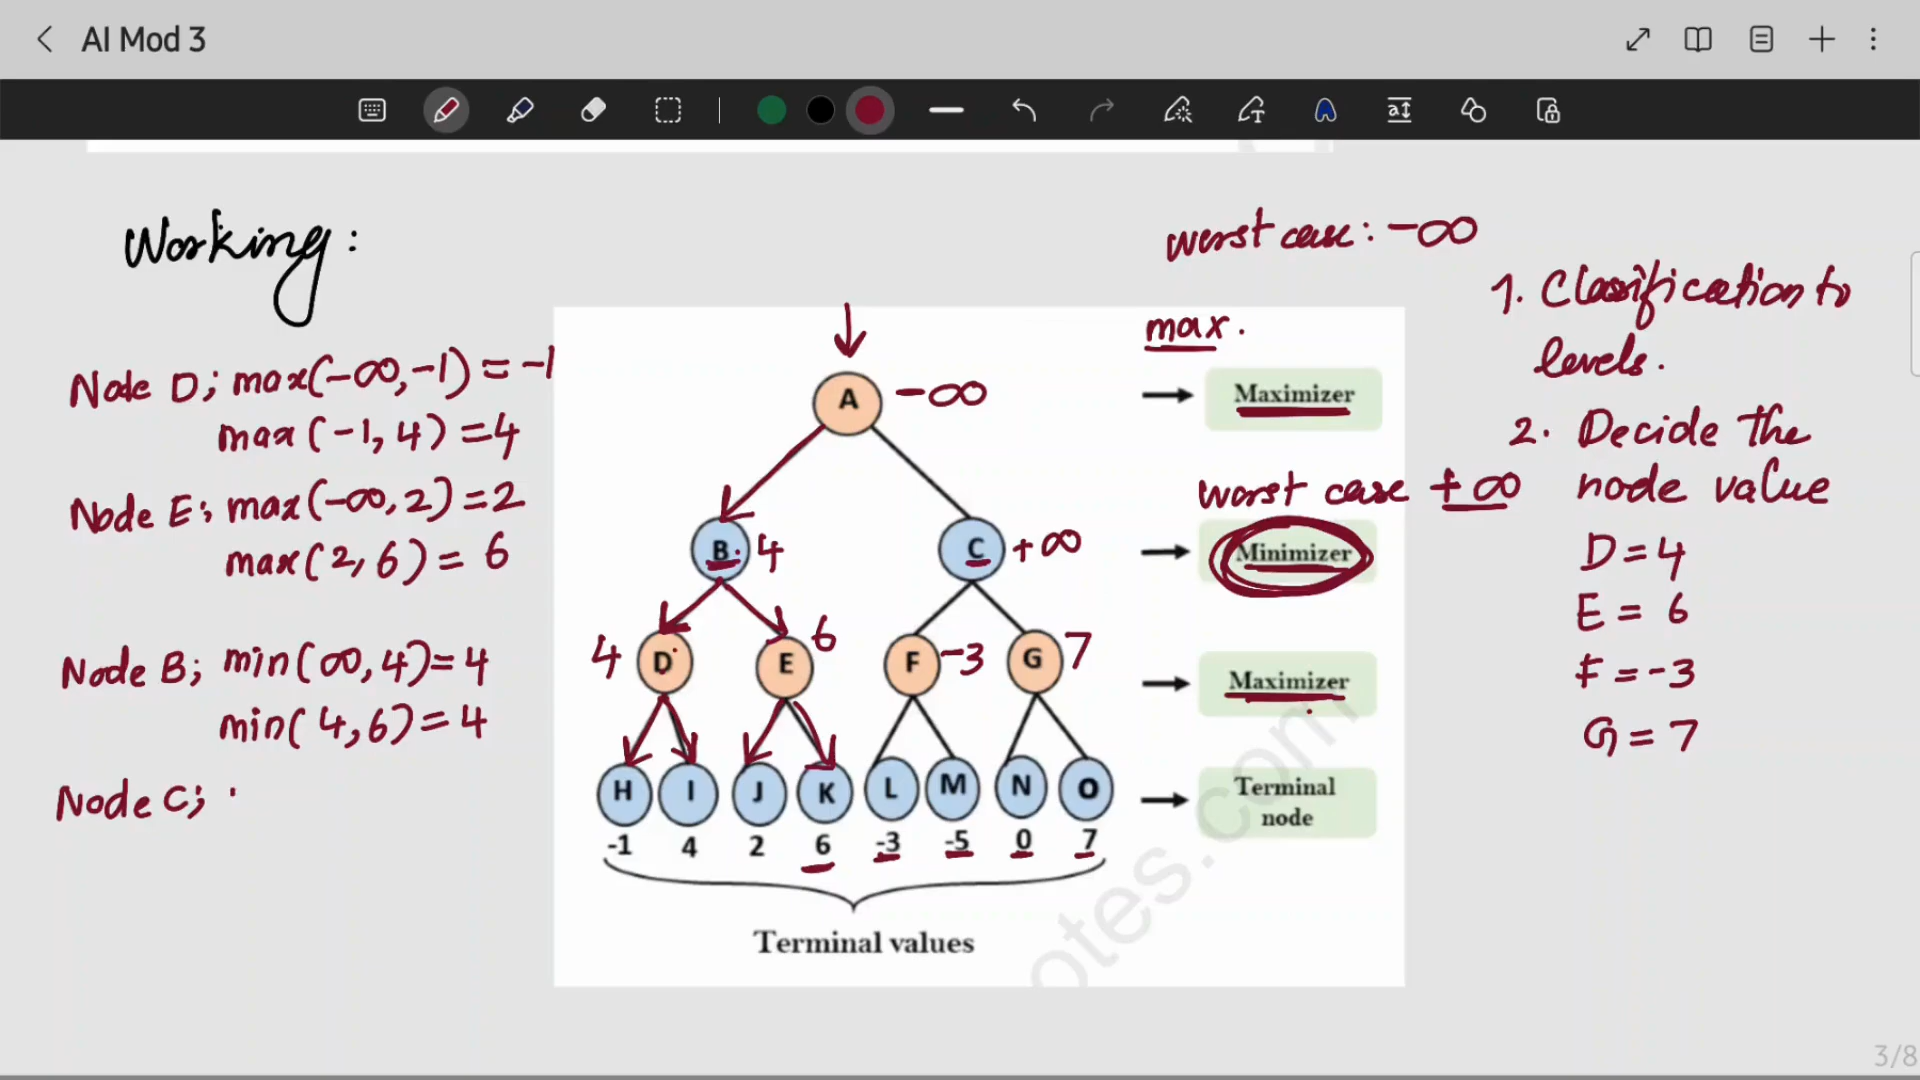 AI Mod 3
Working:
worst case: -∞
1. Classification to
levels.
max.
Node D; max(-∞,-1) = -1
max(-1,4) = 4
A -∞
Maximizer
2. Decide the
node value
Node E; max(-∞,2) = 2
max(2,6) = 6
worst case +∞
B 4
C +∞
Minimizer
D = 4
E = 6
F = -3
G = 7
Node B; min(∞,4) = 4
min(4,6) = 4
4 D
E 6
F -3
G 7
Maximizer
Node C;
H I J K L M N O
Terminal
node
-1 4 2 6 -3 -5 0 7
Terminal values
otes.com
3/8